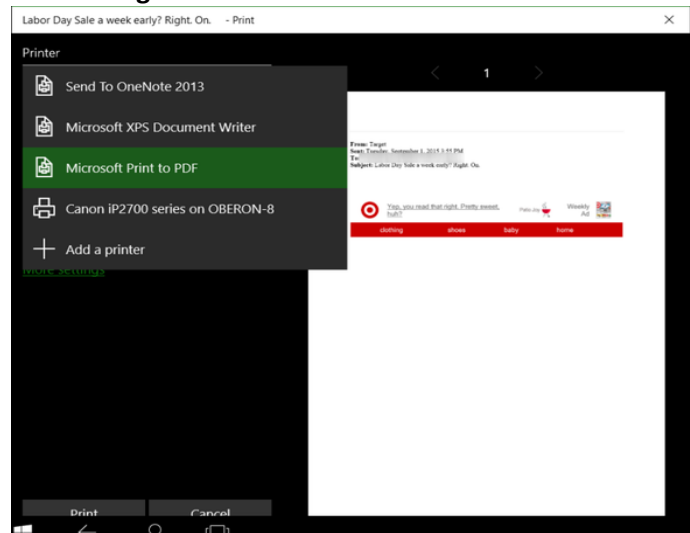 Labor Day Sale a week early? Right. On. - Print
Printer
Send To OneNote 2013
Microsoft XPS Document Writer
Microsoft Print to PDF
Canon iP2700 series on OBERON-8
Add a printer
More settings
Print
Cancel
1
From: Target
Sent: Tuesday, September 1, 2015 3:55 PM
To
Subject: Labor Day Sale a week early? Right. On.
Yep, you read that right. Pretty sweet,
huh?
Weekly
Ad
clothing shoes baby home